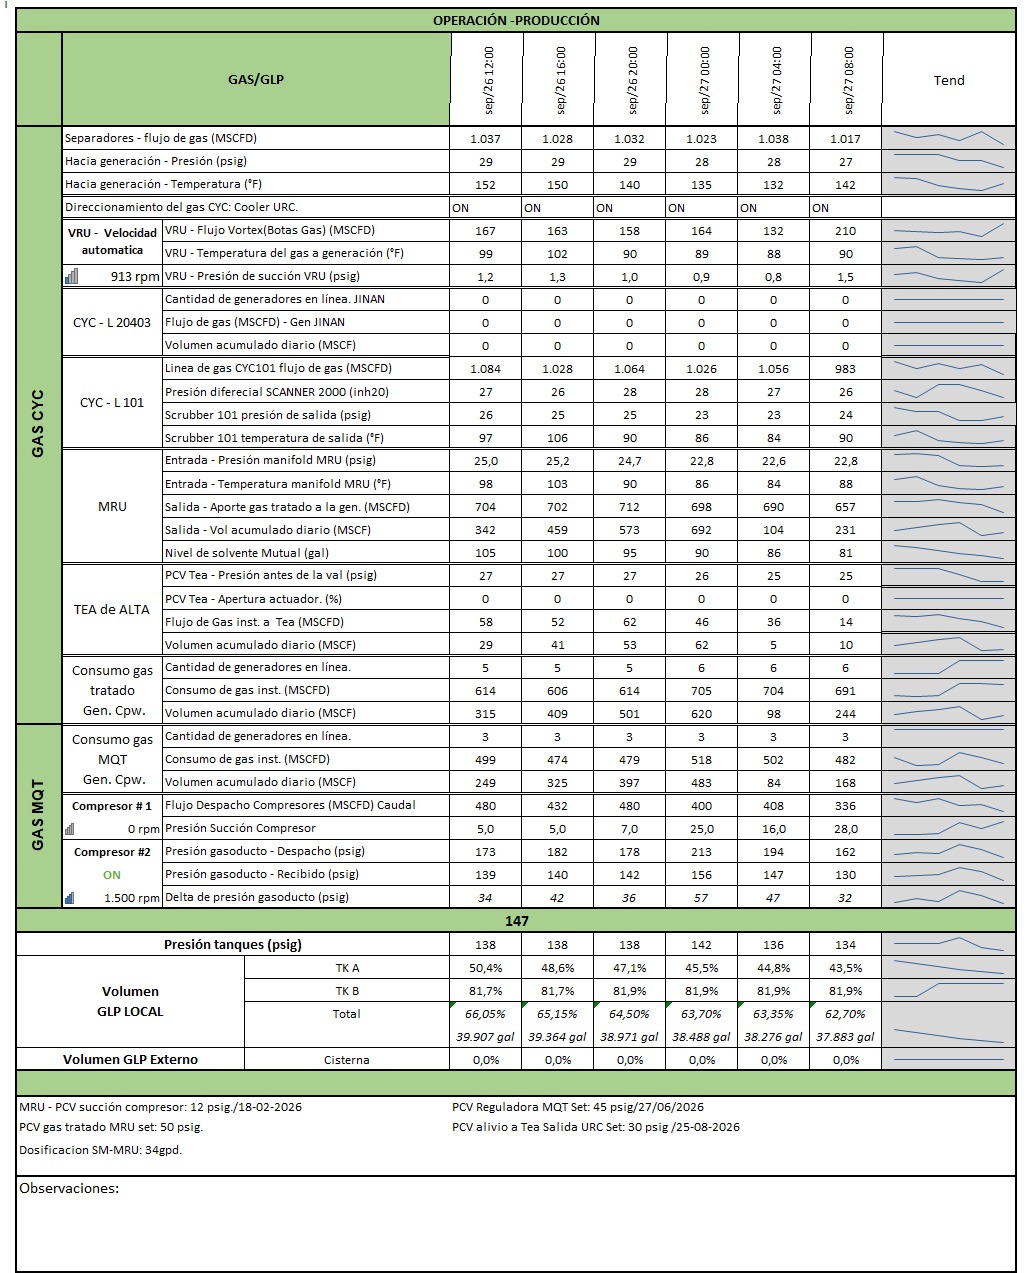 OPERACIÓN -PRODUCCIÓN
GAS/GLP sep/26 12:00 sep/26 16:00 sep/26 20:00 sep/27 00:00 sep/27 04:00 sep/27 08:00 Tend
GAS CYC
Separadores - flujo de gas (MSCFD) 1.037 1.028 1.032 1.023 1.038 1.017
Hacia generación - Presión (psig) 29 29 29 28 28 27
Hacia generación - Temperatura (°F) 152 150 140 135 132 142
Direccionamiento del gas CYC: Cooler URC. ON ON ON ON ON ON
VRU - Velocidad automatica
913 rpm
VRU - Flujo Vortex(Botas Gas) (MSCFD) 167 163 158 164 132 210
VRU - Temperatura del gas a generación (°F) 99 102 90 89 88 90
VRU - Presión de succión VRU (psig) 1,2 1,3 1,0 0,9 0,8 1,5
CYC - L 20403
Cantidad de generadores en línea. JINAN 0 0 0 0 0 0
Flujo de gas (MSCFD) - Gen JINAN 0 0 0 0 0 0
Volumen acumulado diario (MSCF) 0 0 0 0 0 0
CYC - L 101
Linea de gas CYC101 flujo de gas (MSCFD) 1.084 1.028 1.064 1.026 1.056 983
Presión diferecial SCANNER 2000 (inh20) 27 26 28 28 27 26
Scrubber 101 presión de salida (psig) 26 25 25 23 23 24
Scrubber 101 temperatura de salida (°F) 97 106 90 86 84 90
MRU
Entrada - Presión manifold MRU (psig) 25,0 25,2 24,7 22,8 22,6 22,8
Entrada - Temperatura manifold MRU (°F) 98 103 90 86 84 88
Salida - Aporte gas tratado a la gen. (MSCFD) 704 702 712 698 690 657
Salida - Vol acumulado diario (MSCF) 342 459 573 692 104 231
Nivel de solvente Mutual (gal) 105 100 95 90 86 81
TEA de ALTA
PCV Tea - Presión antes de la val (psig) 27 27 27 26 25 25
PCV Tea - Apertura actuador. (%) 0 0 0 0 0 0
Flujo de Gas inst. a Tea (MSCFD) 58 52 62 46 36 14
Volumen acumulado diario (MSCF) 29 41 53 62 5 10
Consumo gas tratado Gen. Cpw.
Cantidad de generadores en línea. 5 5 5 6 6 6
Consumo de gas inst. (MSCFD) 614 606 614 705 704 691
Volumen acumulado diario (MSCF) 315 409 501 620 98 244
GAS MQT
Consumo gas MQT Gen. Cpw.
Cantidad de generadores en línea. 3 3 3 3 3 3
Consumo de gas inst. (MSCFD) 499 474 479 518 502 482
Volumen acumulado diario (MSCF) 249 325 397 483 84 168
Compresor # 1 Flujo Despacho Compresores (MSCFD) Caudal 480 432 480 400 408 336
0 rpm Presión Succión Compresor 5,0 5,0 7,0 25,0 16,0 28,0
Compresor #2 Presión gasoducto - Despacho (psig) 173 182 178 213 194 162
ON Presión gasoducto - Recibido (psig) 139 140 142 156 147 130
1.500 rpm Delta de presión gasoducto (psig) 34 42 36 57 47 32
147
Presión tanques (psig) 138 138 138 142 136 134
Volumen GLP LOCAL
TK A 50,4% 48,6% 47,1% 45,5% 44,8% 43,5%
TK B 81,7% 81,7% 81,9% 81,9% 81,9% 81,9%
Total 66,05% 65,15% 64,50% 63,70% 63,35% 62,70%
39.907 gal 39.364 gal 38.971 gal 38.488 gal 38.276 gal 37.883 gal
Volumen GLP Externo Cisterna 0,0% 0,0% 0,0% 0,0% 0,0% 0,0%
MRU - PCV succión compresor: 12 psig./18-02-2026 PCV Reguladora MQT Set: 45 psig/27/06/2026
PCV gas tratado MRU set: 50 psig. PCV alivio a Tea Salida URC Set: 30 psig /25-08-2026
Dosificacion SM-MRU: 34gpd.
Observaciones: